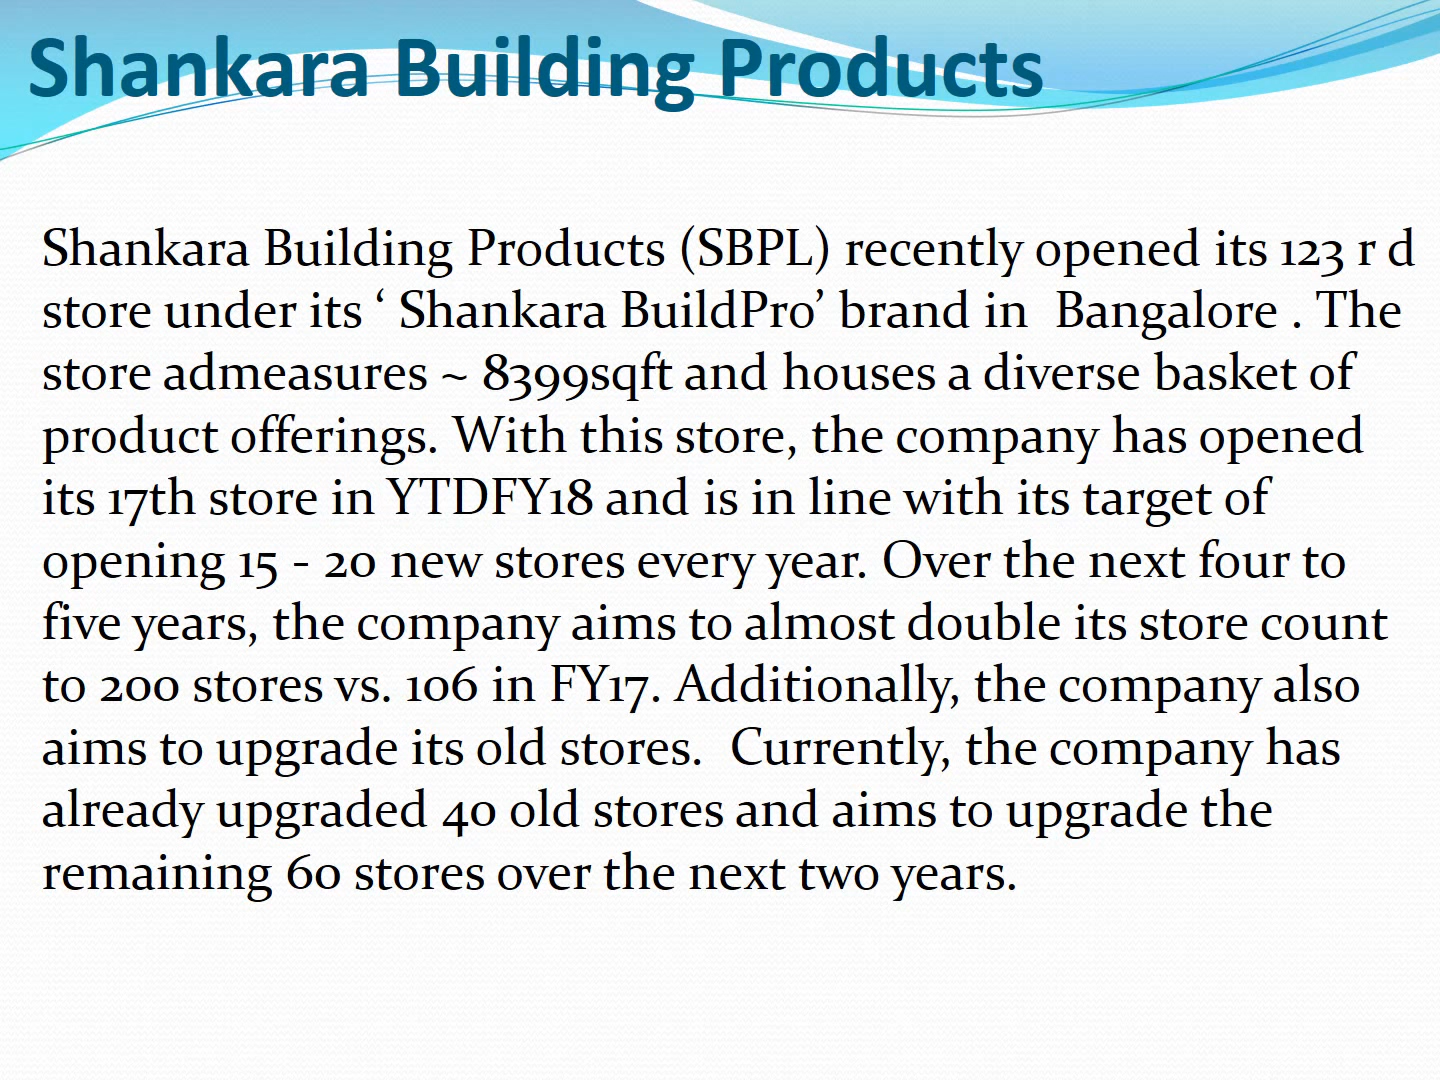 Shankara Building Products
Shankara Building Products (SBPL) recently opened its 123 r d
store under its ‘ Shankara BuildPro’ brand in  Bangalore . The
store admeasures ~ 8399sqft and houses a diverse basket of
product offerings. With this store, the company has opened
its 17th store in YTDFY18 and is in line with its target of
opening 15 - 20 new stores every year. Over the next four to
five years, the company aims to almost double its store count
to 200 stores vs. 106 in FY17. Additionally, the company also
aims to upgrade its old stores.  Currently, the company has
already upgraded 40 old stores and aims to upgrade the
remaining 60 stores over the next two years.